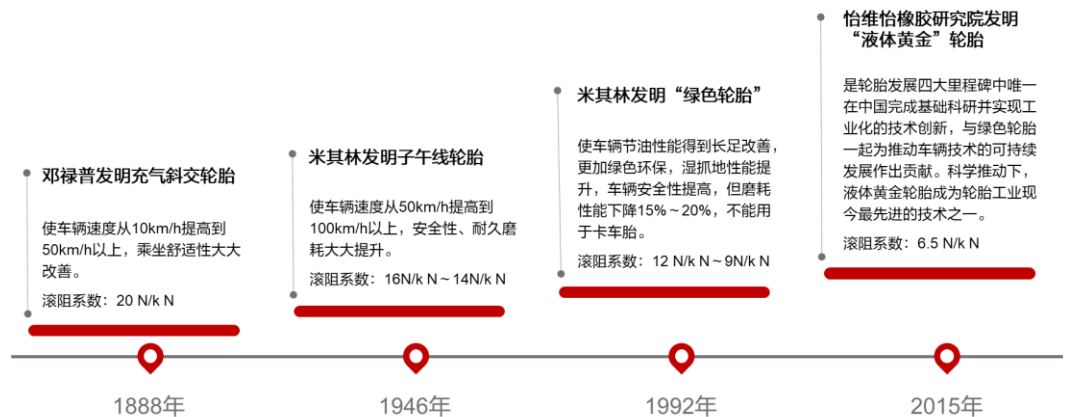 邓禄普发明充气斜交轮胎
使车辆速度从10km/h提高到
50km/h以上，乘坐舒适性大大
改善。
滚阻系数：20 N/k N
1888年
米其林发明子午线轮胎
使车辆速度从50km/h提高到
100km/h以上，安全性、耐久磨
耗大大提升。
滚阻系数：16N/k N～14N/k N
1946年
米其林发明“绿色轮胎”
使车辆节油性能得到长足改善，
更加绿色环保，湿抓地性能提
升，车辆安全性提高，但磨耗
性能下降15%～20%，不能用
于卡车胎。
滚阻系数：12 N/k N～9N/k N
1992年
怡维怡橡胶研究院发明
“液体黄金”轮胎
是轮胎发展四大里程碑中唯一
在中国完成基础科研并实现工
业化的技术创新，与绿色轮胎
一起为推动车辆技术的可持续
发展作出贡献。科学推动下，
液体黄金轮胎成为轮胎工业现
今最先进的技术之一。
滚阻系数：6.5 N/k N
2015年